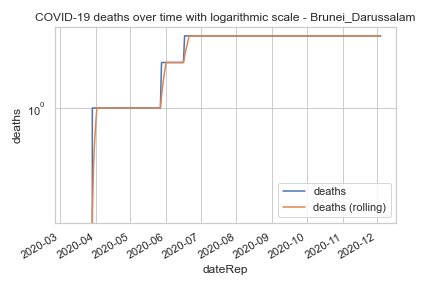 COVID-19 deaths over time with logarithmic scale - Brunei_Darussalam
deaths
10⁰
deaths
deaths (rolling)
2020-03
2020-04
2020-05
2020-06
2020-07
2020-08
2020-09
2020-10
2020-11
2020-12
dateRep